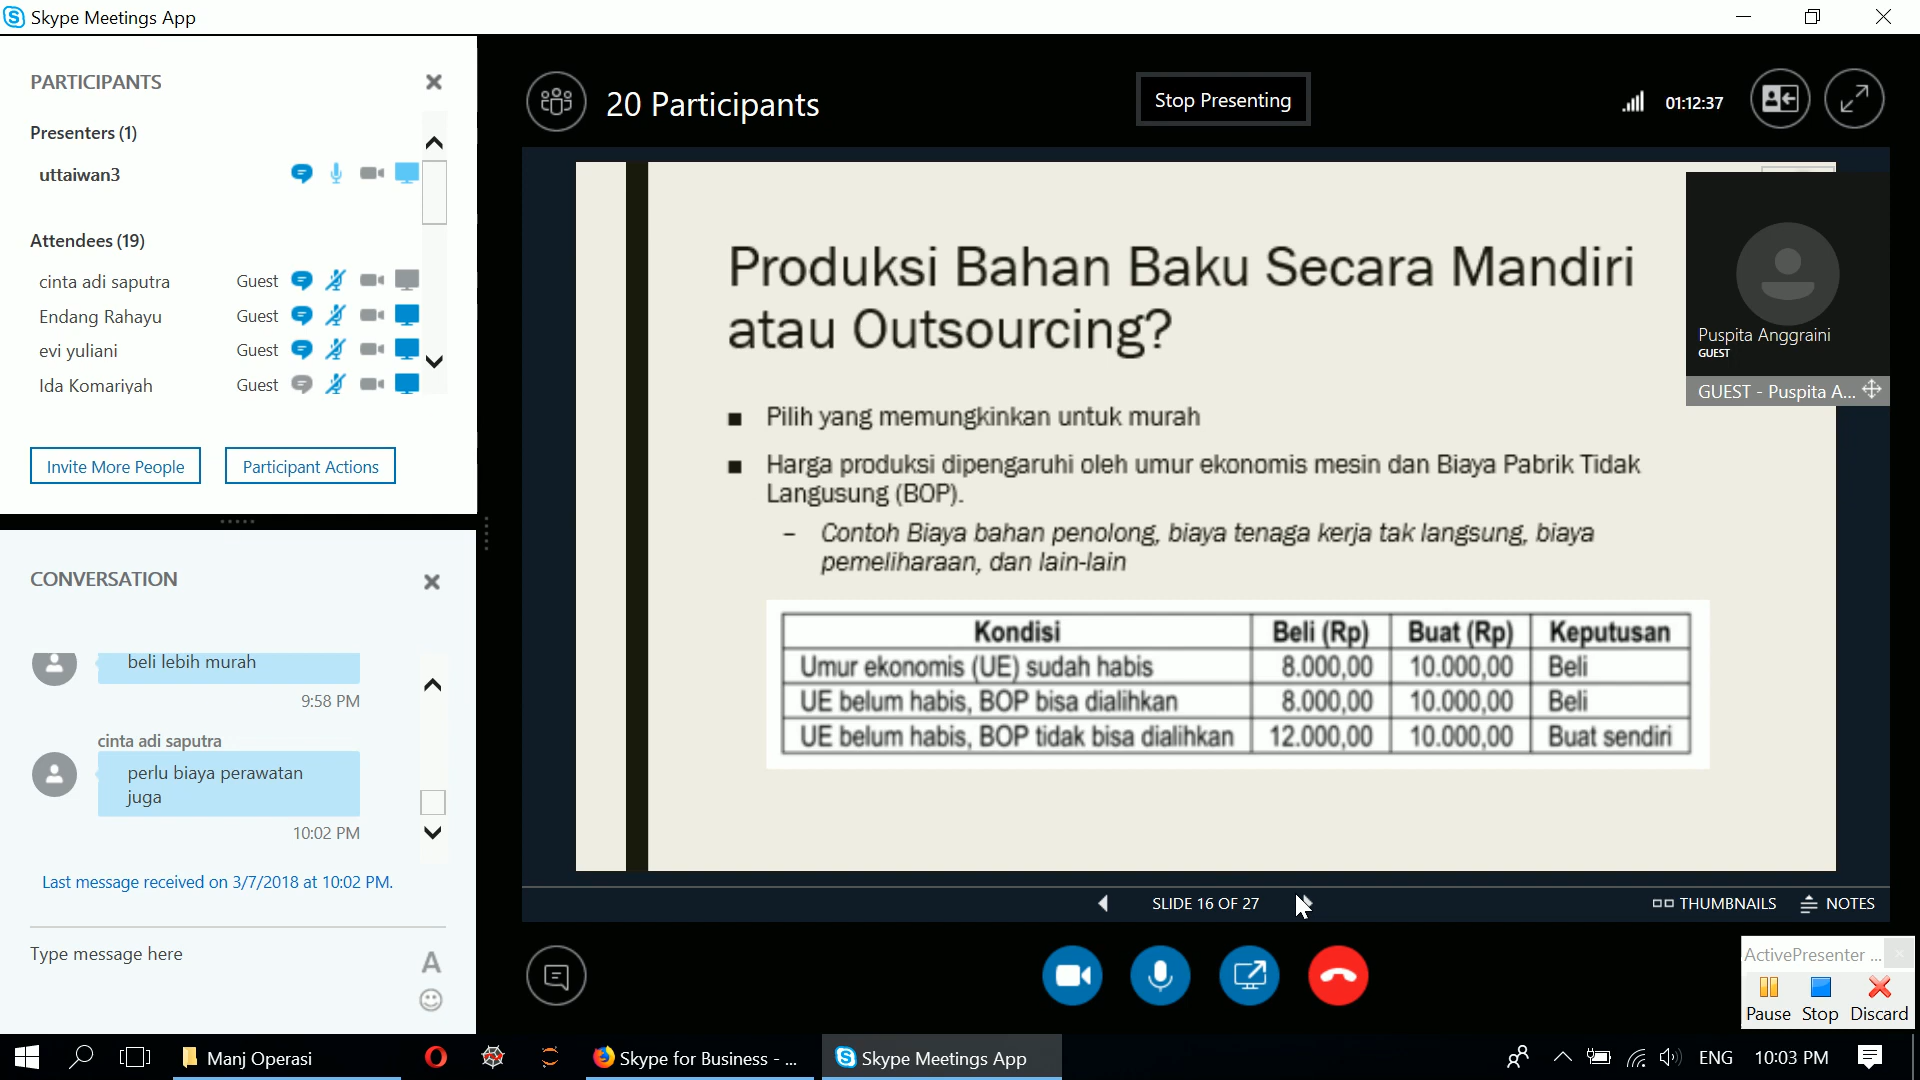 Skype Meetings App
PARTICIPANTS
Presenters (1)
uttaiwan3
Attendees (19)
cinta adi saputra Guest
Endang Rahayu Guest
evi yuliani Guest
Ida Komariyah Guest
Invite More People
Participant Actions
CONVERSATION
beli lebih murah
9:58 PM
cinta adi saputra
perlu biaya perawatan
juga
10:02 PM
Last message received on 3/7/2018 at 10:02 PM.
Type message here
A
20 Participants
Stop Presenting
01:12:37
Produksi Bahan Baku Secara Mandiri
atau Outsourcing?
Pilih yang memungkinkan untuk murah
Harga produksi dipengaruhi oleh umur ekonomis mesin dan Biaya Pabrik Tidak
Langusung (BOP).
– Contoh Biaya bahan penolong, biaya tenaga kerja tak langsung, biaya
pemeliharaan, dan lain-lain
Kondisi Beli (Rp) Buat (Rp) Keputusan
Umur ekonomis (UE) sudah habis 8.000,00 10.000,00 Beli
UE belum habis, BOP bisa dialihkan 8.000,00 10.000,00 Beli
UE belum habis, BOP tidak bisa dialihkan 12.000,00 10.000,00 Buat sendiri
Puspita Anggraini
GUEST
GUEST - Puspita A...
SLIDE 16 OF 27
THUMBNAILS
NOTES
ActivePresenter ...
Pause Stop Discard
Manj Operasi
Skype for Business - ...
Skype Meetings App
ENG
10:03 PM